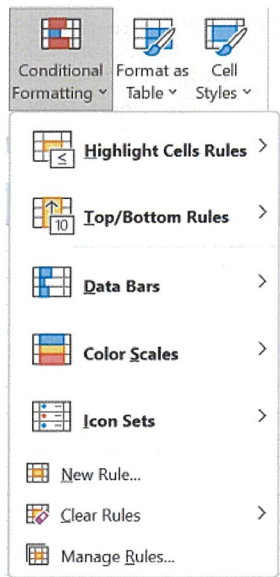 Conditional Format as Cell
Formatting Table Styles
≤ Highlight Cells Rules
10 Top/Bottom Rules
Data Bars
Color Scales
Icon Sets
New Rule...
Clear Rules
Manage Rules...